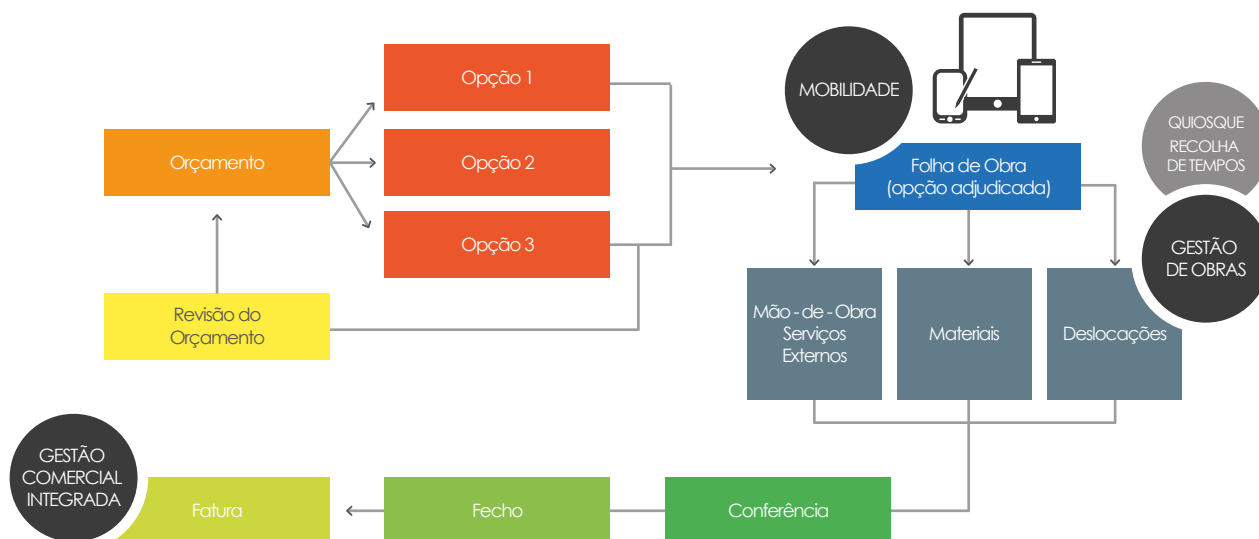 Opção 1
Orçamento
Opção 2
Opção 3
Revisão do
Orçamento
MOBILIDADE
QUIOSQUE
RECOLHA
DE TEMPOS
Folha de Obra
(opção adjudicada)
GESTÃO
DE OBRAS
Mão - de - Obra
Serviços
Externos
Materiais
Deslocações
GESTÃO
COMERCIAL
INTEGRADA
Fatura
Fecho
Conferência